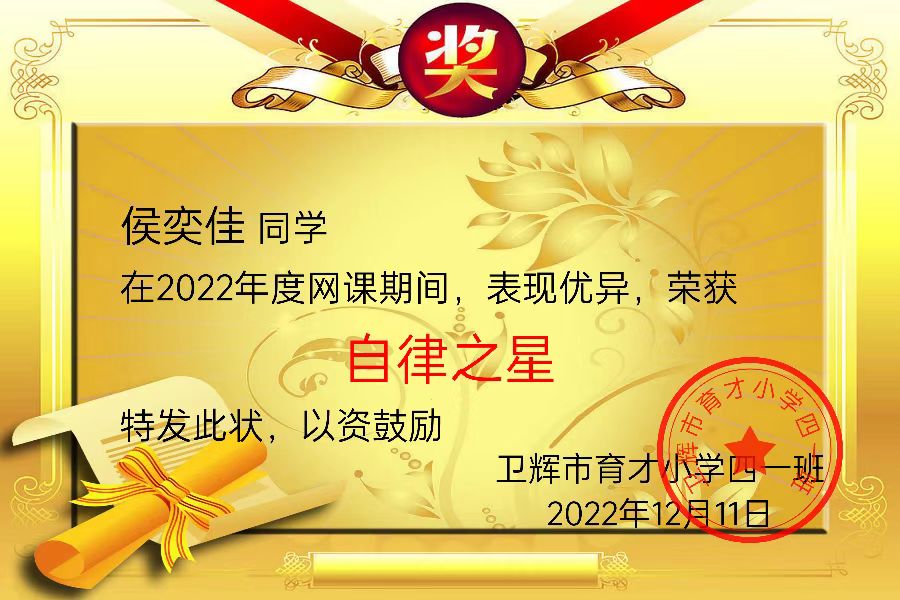 奖
侯奕佳 同学
在2022年度网课期间，表现优异，荣获
自律之星
特发此状，以资鼓励
卫辉市育才小学四一班
2022年12月11日
卫辉市育才小学四一班